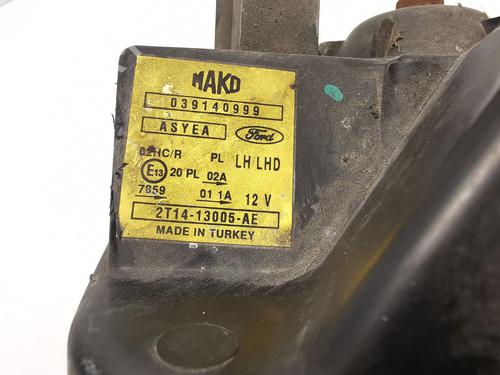 MAKO
039140999
ASYEA Ford
02HC/R PL LH/LHD
E13 20 PL 02A
7859 01 1A 12 V
2T14-13005-AE
MADE IN TURKEY